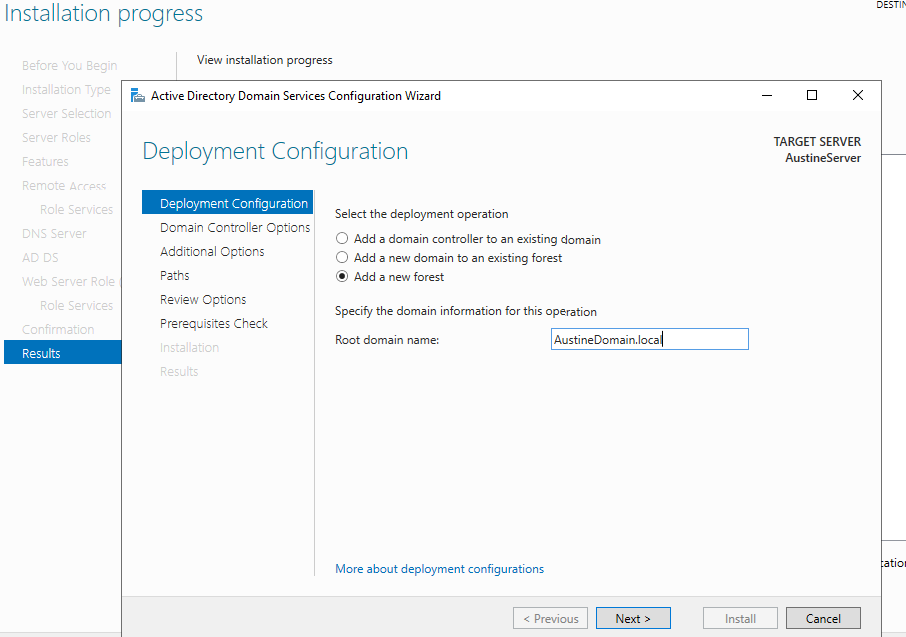 Installation progress
View installation progress
Before You Begin
Installation Type
Server Selection
Server Roles
Features
Remote Access
Role Services
DNS Server
AD DS
Web Server Role (
Role Services
Confirmation
Results
Active Directory Domain Services Configuration Wizard
Deployment Configuration
TARGET SERVER
AustineServer
Deployment Configuration
Domain Controller Options
Additional Options
Paths
Review Options
Prerequisites Check
Installation
Results
Select the deployment operation
Add a domain controller to an existing domain
Add a new domain to an existing forest
Add a new forest
Specify the domain information for this operation
Root domain name: AustineDomain.local
More about deployment configurations
< Previous Next > Install Cancel